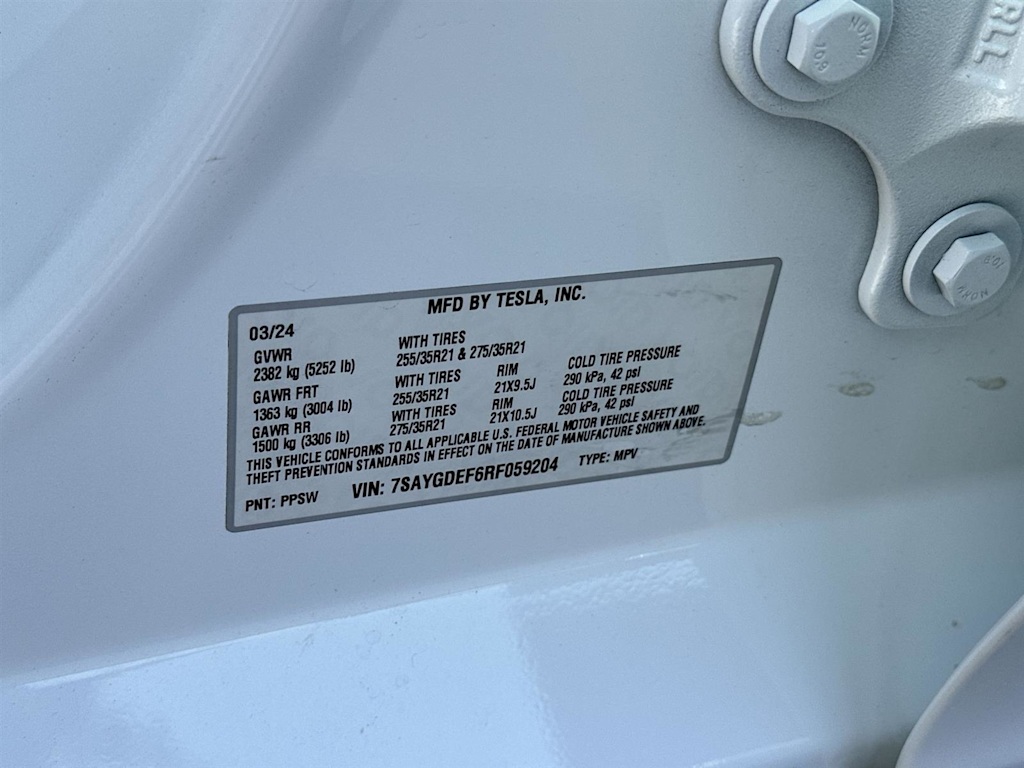 MFD BY TESLA, INC.
03/24
GVWR WITH TIRES
2382 kg (5252 lb) 255/35R21 & 275/35R21
GAWR FRT WITH TIRES RIM COLD TIRE PRESSURE
1363 kg (3004 lb) 255/35R21 21X9.5J 290 kPa, 42 psi
GAWR RR WITH TIRES RIM COLD TIRE PRESSURE
1500 kg (3306 lb) 275/35R21 21X10.5J 290 kPa, 42 psi
THIS VEHICLE CONFORMS TO ALL APPLICABLE U.S. FEDERAL MOTOR VEHICLE SAFETY AND
THEFT PREVENTION STANDARDS IN EFFECT ON THE DATE OF MANUFACTURE SHOWN ABOVE.
PNT: PPSW VIN: 7SAYGDEF6RF059204 TYPE: MPV